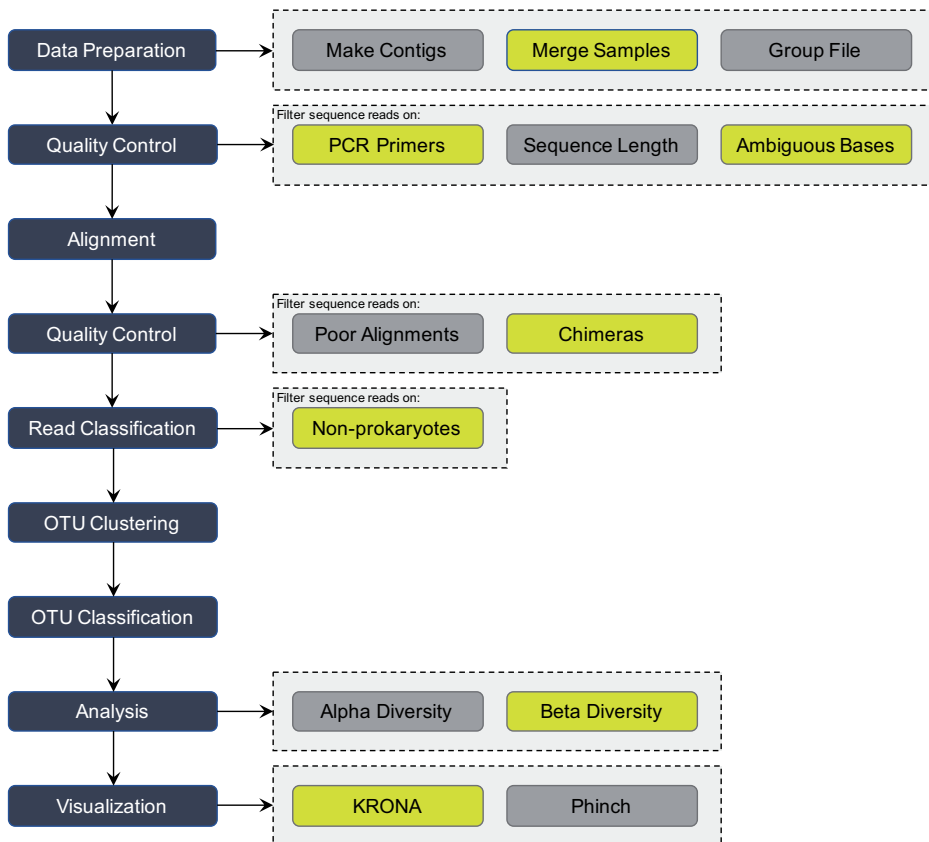 Data Preparation
Make Contigs
Merge Samples
Group File
Filter sequence reads on:
Quality Control
PCR Primers
Sequence Length
Ambiguous Bases
Alignment
Filter sequence reads on:
Quality Control
Poor Alignments
Chimeras
Filter sequence reads on:
Read Classification
Non-prokaryotes
OTU Clustering
OTU Classification
Analysis
Alpha Diversity
Beta Diversity
Visualization
KRONA
Phinch